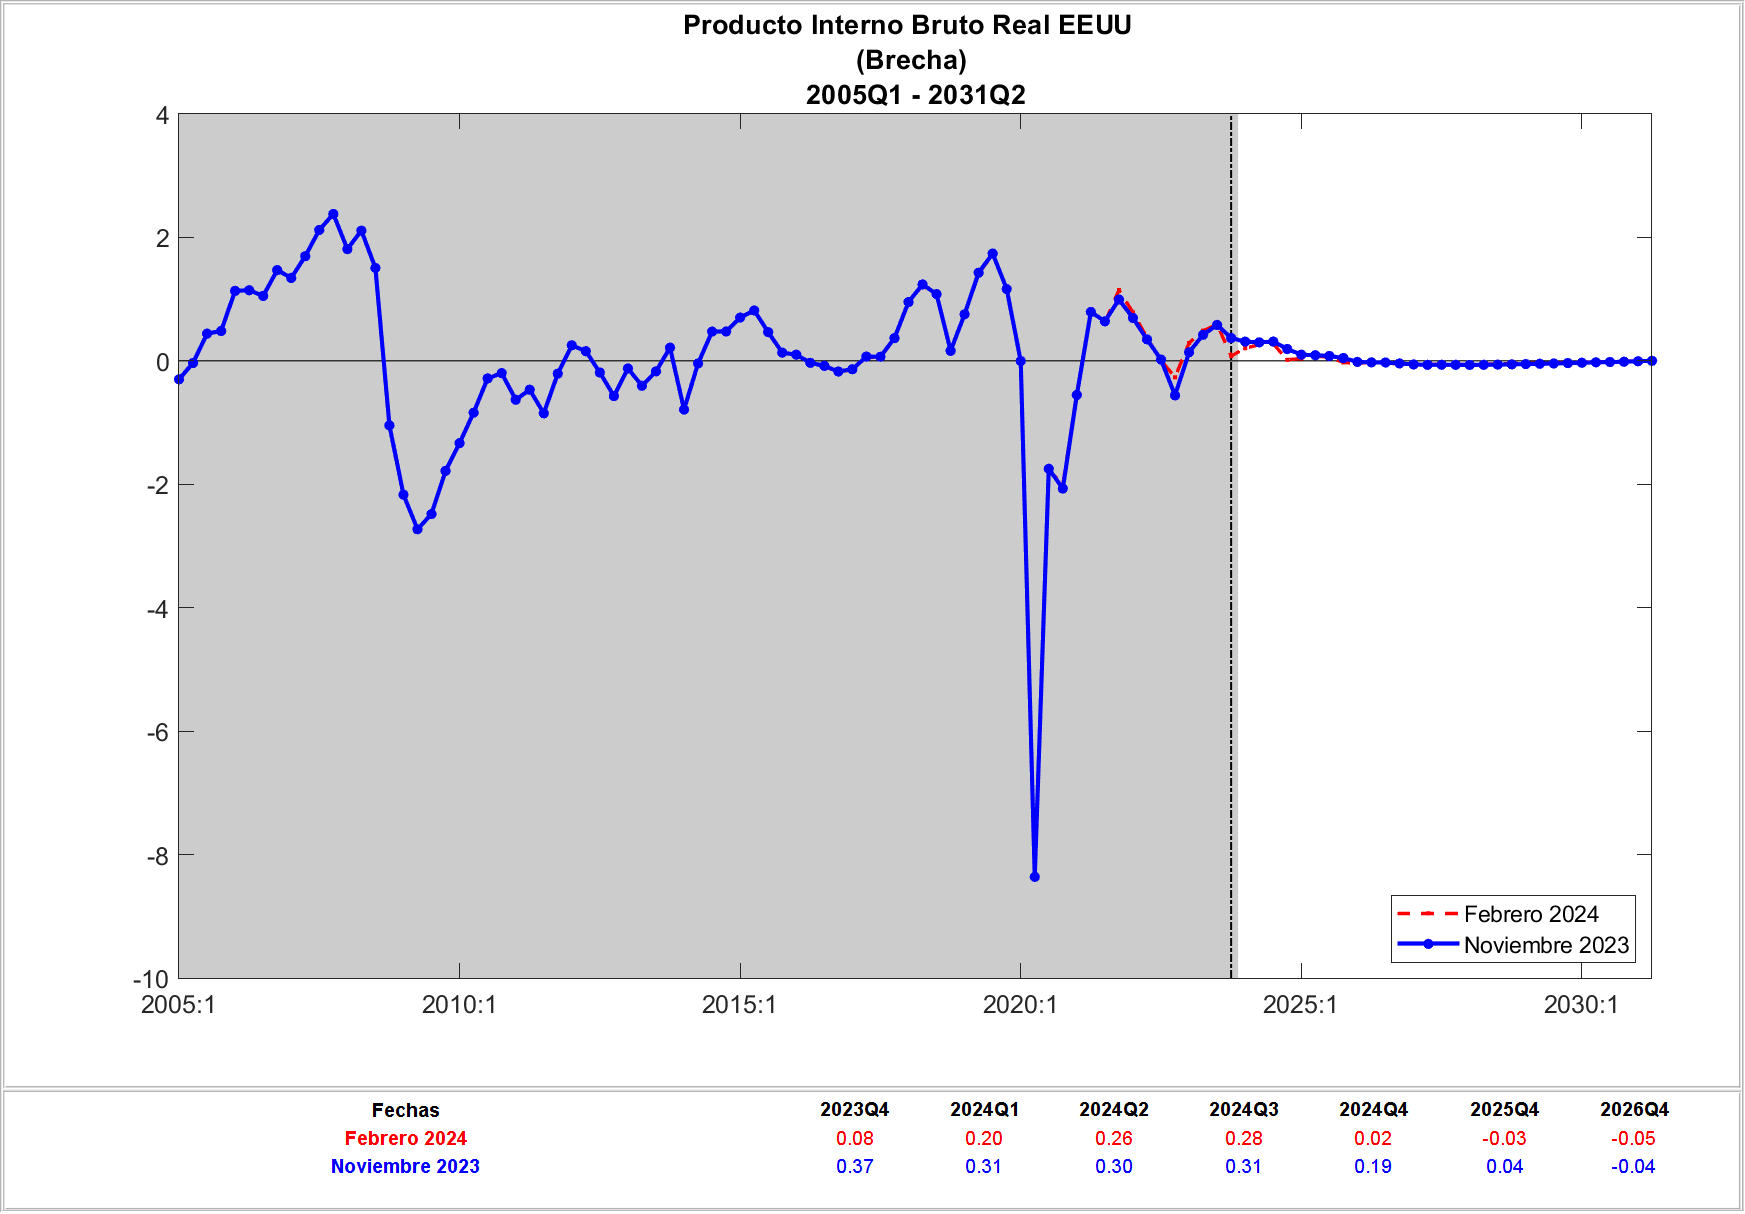 Producto Interno Bruto Real EEUU
(Brecha)
2005Q1 - 2031Q2
4
2
0
-2
-4
-6
-8
-10
2005:1 2010:1 2015:1 2020:1 2025:1 2030:1
Febrero 2024
Noviembre 2023
Fechas 2023Q4 2024Q1 2024Q2 2024Q3 2024Q4 2025Q4 2026Q4
Febrero 2024 0.08 0.20 0.26 0.28 0.02 -0.03 -0.05
Noviembre 2023 0.37 0.31 0.30 0.31 0.19 0.04 -0.04